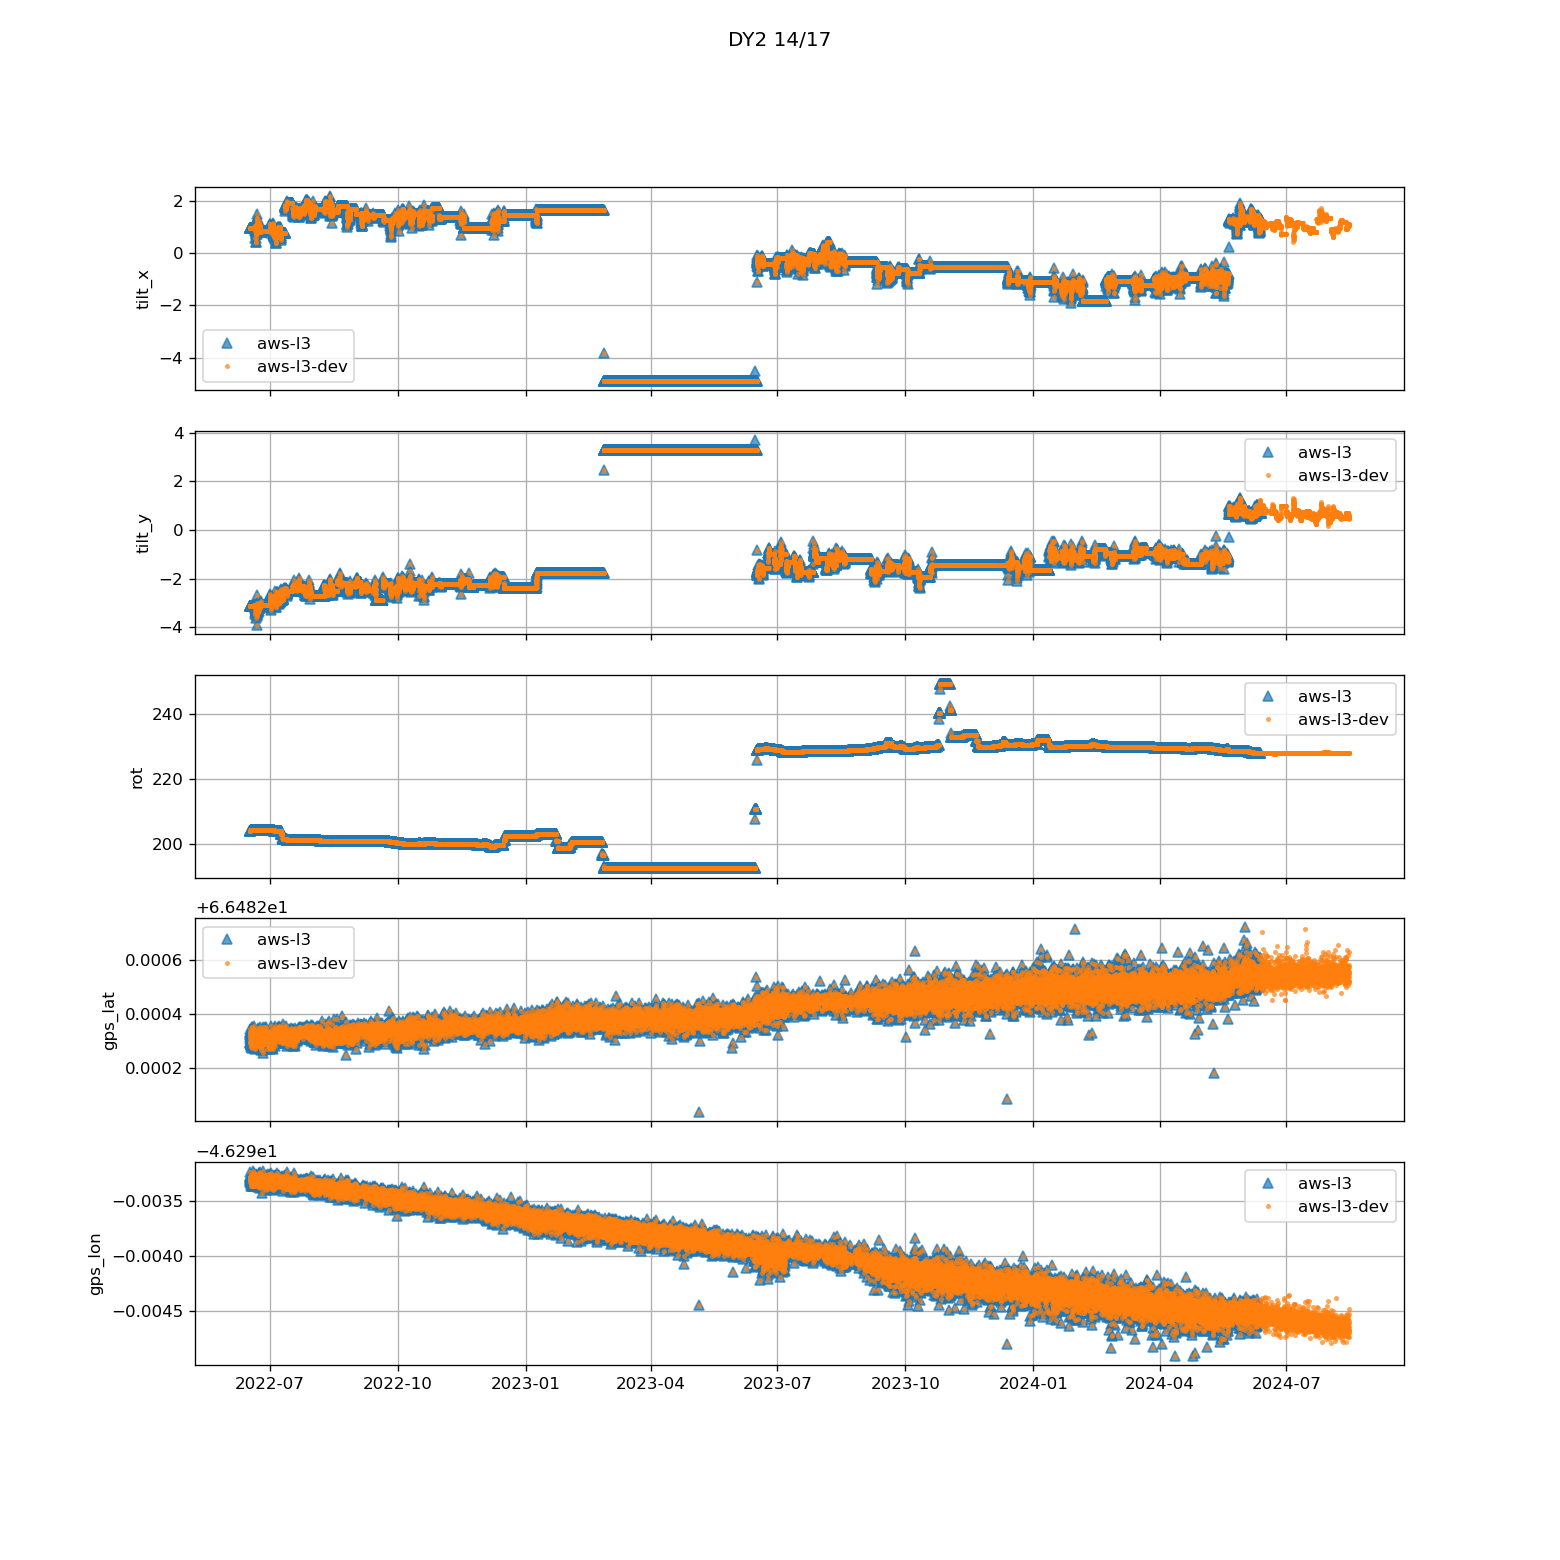 DY2 14/17
2
0
−2
−4
tilt_x
aws-l3
aws-l3-dev
4
2
0
−2
−4
tilt_y
aws-l3
aws-l3-dev
240
220
200
rot
aws-l3
aws-l3-dev
+6.6482e1
0.0006
0.0004
0.0002
gps_lat
aws-l3
aws-l3-dev
−4.629e1
−0.0035
−0.0040
−0.0045
gps_lon
aws-l3
aws-l3-dev
2022-07 2022-10 2023-01 2023-04 2023-07 2023-10 2024-01 2024-04 2024-07